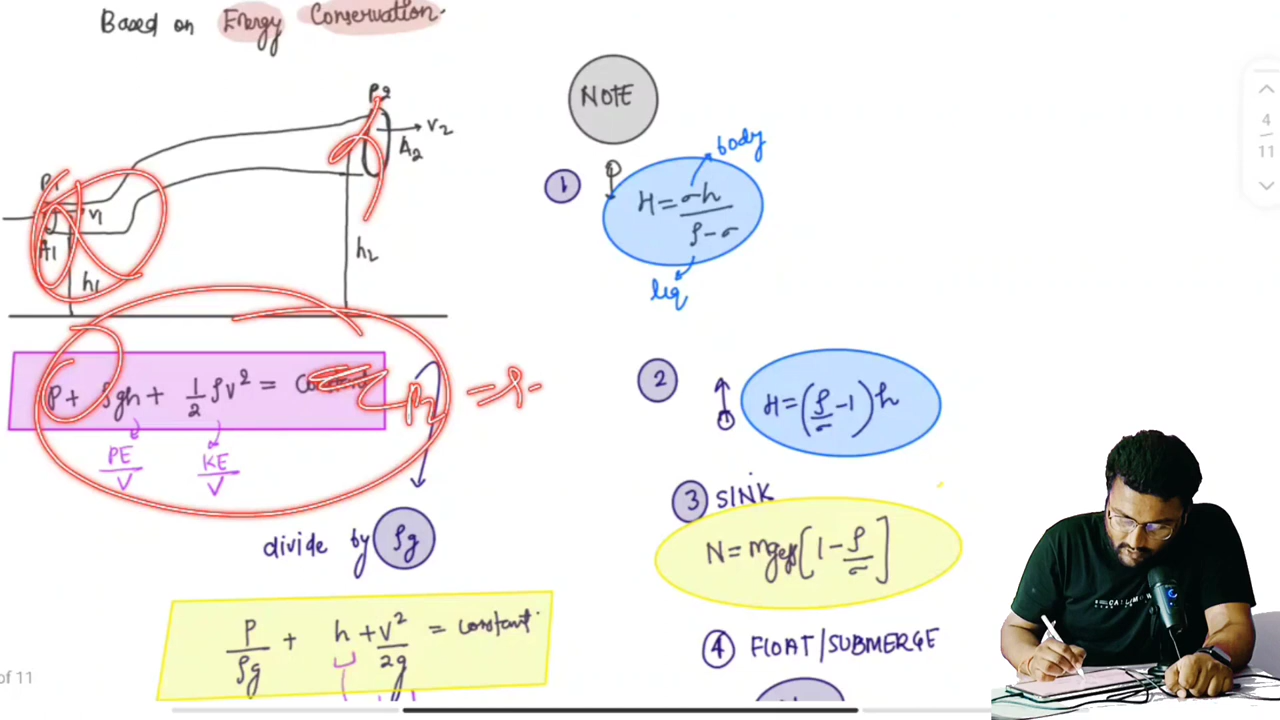 Based on Energy Conservation.
P2
V2
A2
P1
V1
A1
h1
h2
P + ρgh + 1/2 ρv² =
P2 = ρ-
PE/V
KE/V
divide by ρg
P/ρg + h + v²/2g = constant.
NOTE
1
body
H = σh/ρ-σ
liq
2
H = (ρ/σ - 1)h
3 SINK
N = mgeff[1 - ρ/σ]
4 FLOAT/SUBMERGE
4
11
of 11